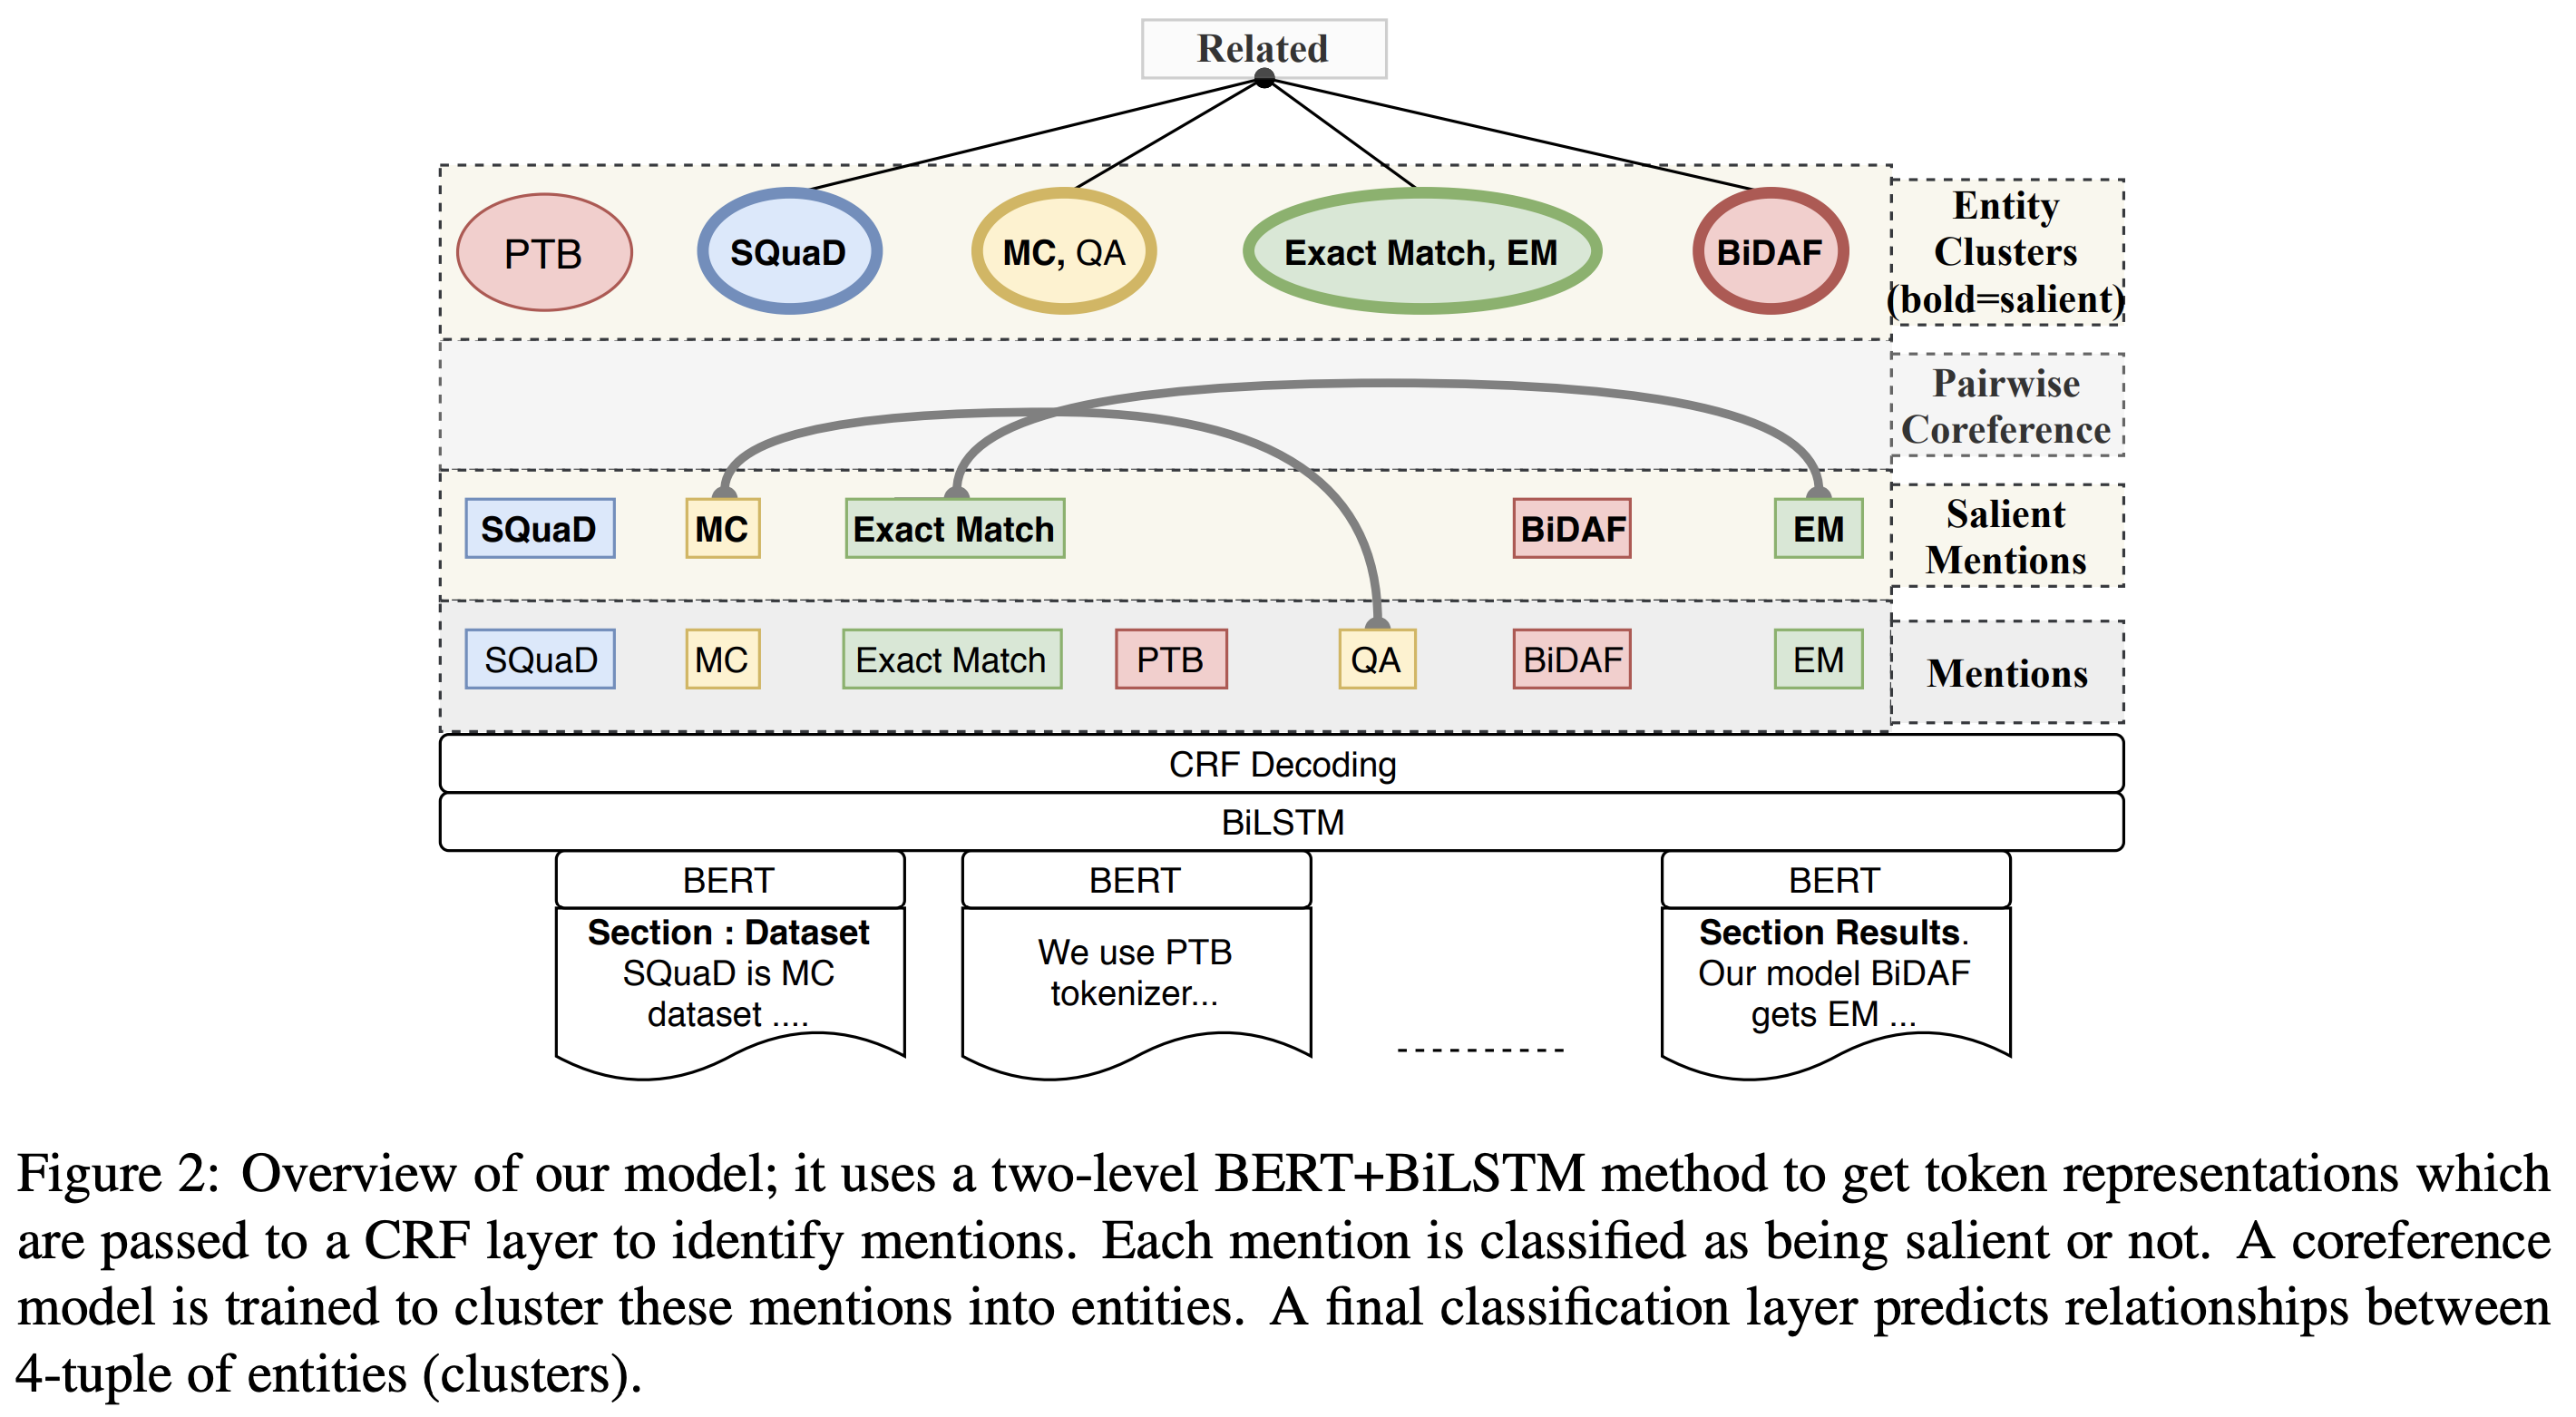 Related
PTB
SQuaD
MC, QA
Exact Match, EM
BiDAF
Entity
Clusters
(bold=salient)
Pairwise
Coreference
SQuaD
MC
Exact Match
BiDAF
EM
Salient
Mentions
SQuaD
MC
Exact Match
PTB
QA
BiDAF
EM
Mentions
CRF Decoding
BiLSTM
BERT
BERT
BERT
Section : Dataset
SQuaD is MC
dataset ....
We use PTB
tokenizer...
Section Results.
Our model BiDAF
gets EM ...
Figure 2: Overview of our model; it uses a two-level BERT+BiLSTM method to get token representations which
are passed to a CRF layer to identify mentions. Each mention is classified as being salient or not. A coreference
model is trained to cluster these mentions into entities. A final classification layer predicts relationships between
4-tuple of entities (clusters).